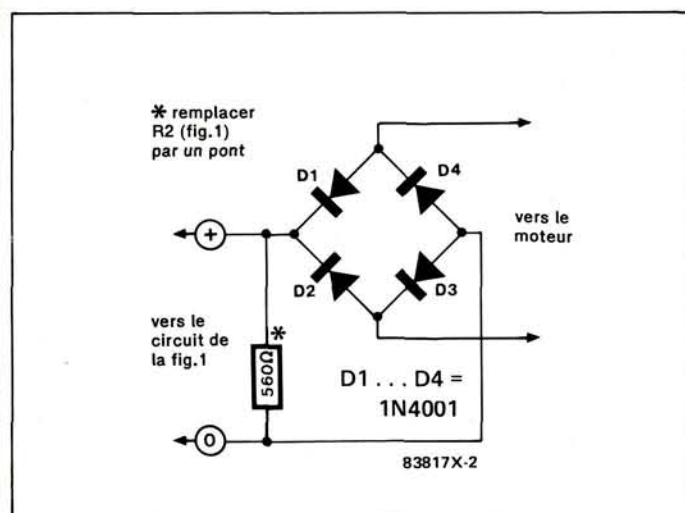 * remplacer
R2 (fig.1)
par un pont
D1
D4
vers le
moteur
+
D2
D3
vers le
circuit de
la fig.1
*
560Ω
D1 . . . D4 =
1N4001
0
83817X-2